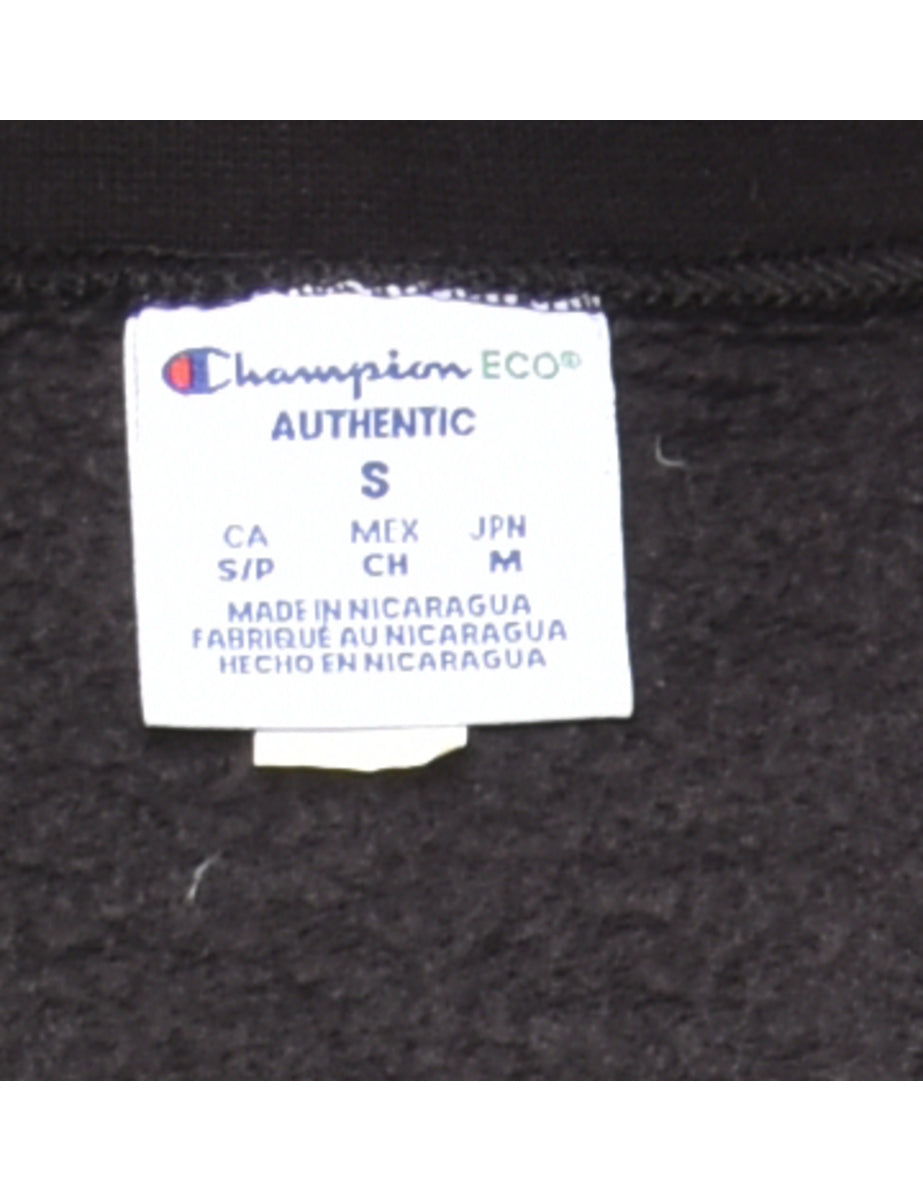 Champion ECO®
AUTHENTIC
S
CA MEX JPN
S/P CH M
MADE IN NICARAGUA
FABRIQUÉ AU NICARAGUA
HECHO EN NICARAGUA